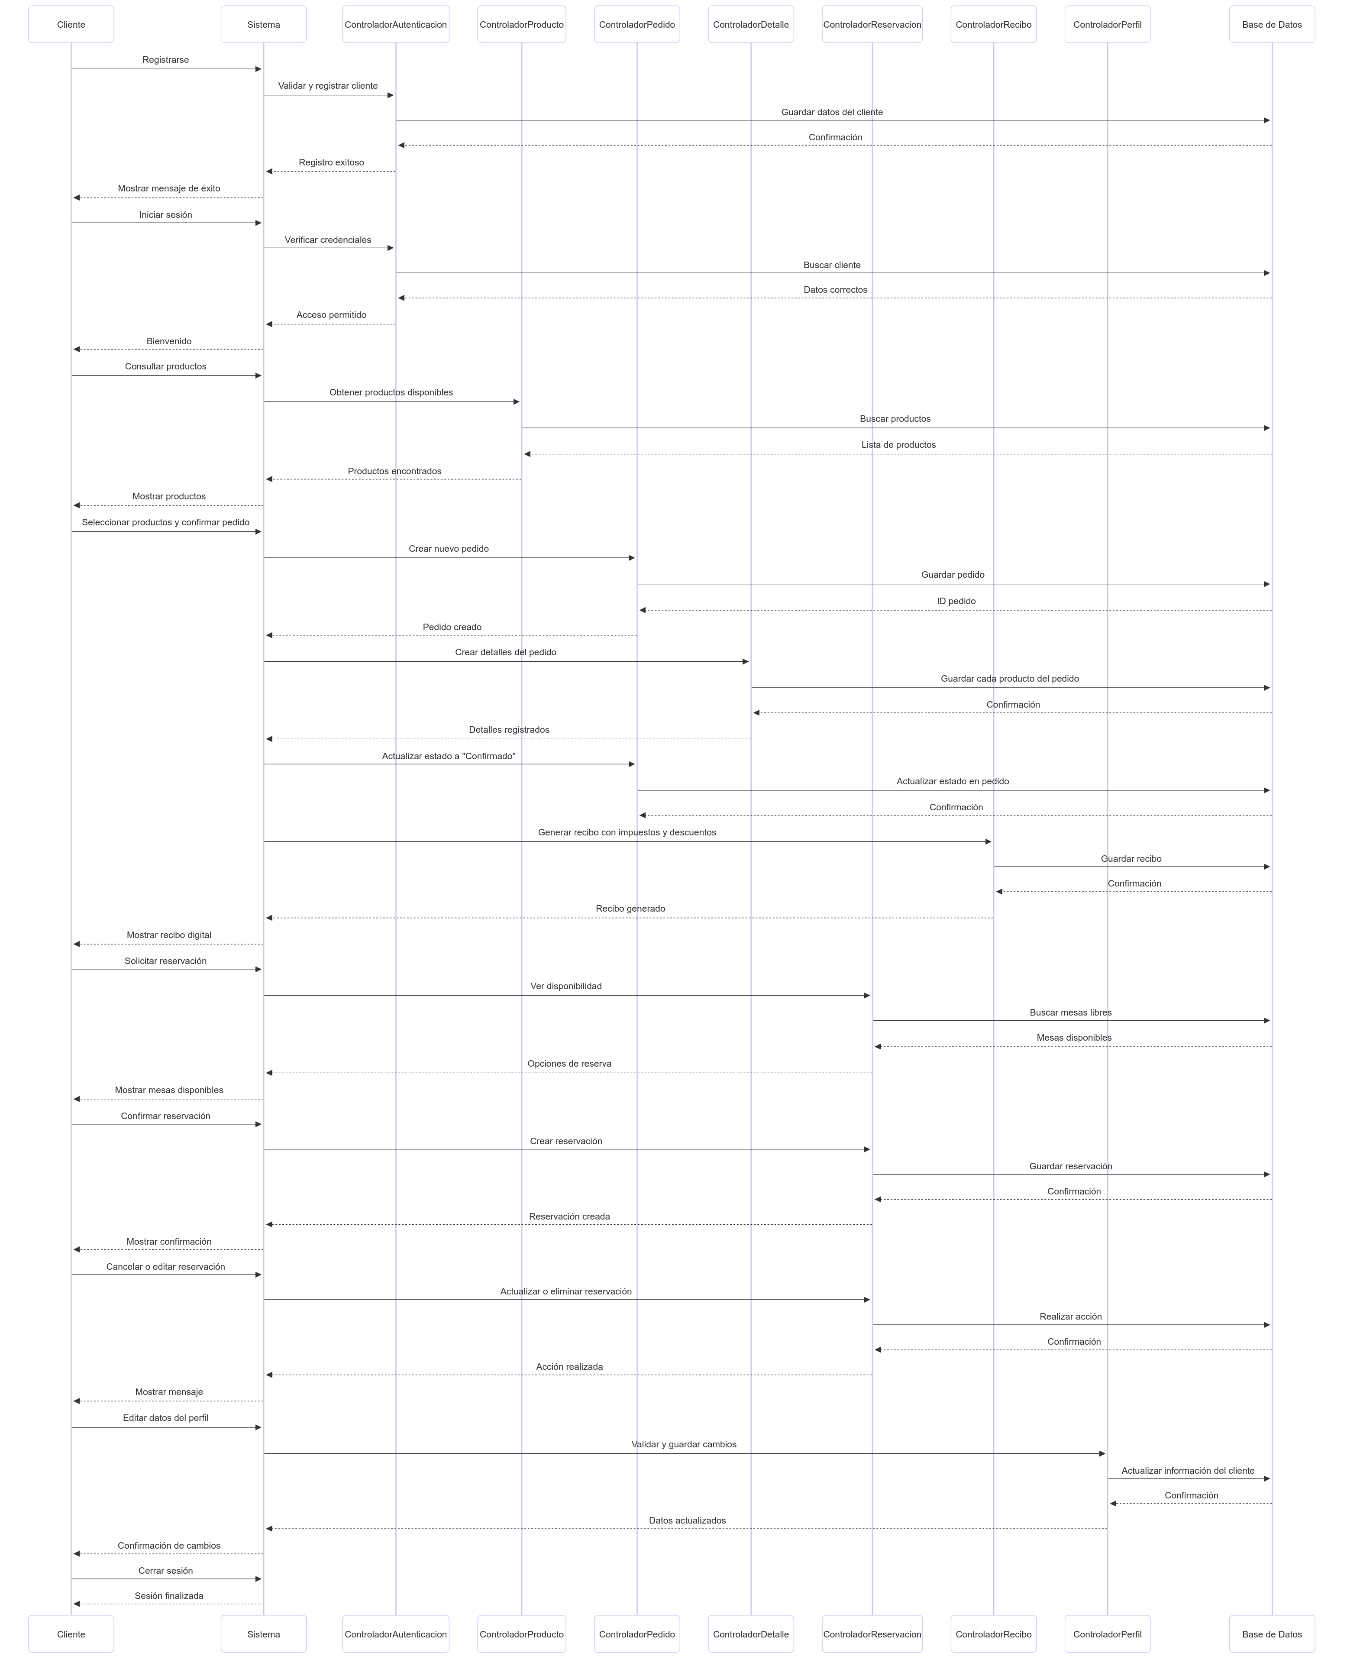 Cliente
Sistema
ControladorAutenticacion
ControladorProducto
ControladorPedido
ControladorDetalle
ControladorReservacion
ControladorRecibo
ControladorPerfil
Base de Datos
Registrarse
Validar y registrar cliente
Guardar datos del cliente
Confirmación
Registro exitoso
Mostrar mensaje de éxito
Iniciar sesión
Verificar credenciales
Buscar cliente
Datos correctos
Acceso permitido
Bienvenido
Consultar productos
Obtener productos disponibles
Buscar productos
Lista de productos
Productos encontrados
Mostrar productos
Seleccionar productos y confirmar pedido
Crear nuevo pedido
Guardar pedido
ID pedido
Pedido creado
Crear detalles del pedido
Guardar cada producto del pedido
Confirmación
Detalles registrados
Actualizar estado a "Confirmado"
Actualizar estado en pedido
Confirmación
Generar recibo con impuestos y descuentos
Guardar recibo
Confirmación
Recibo generado
Mostrar recibo digital
Solicitar reservación
Ver disponibilidad
Buscar mesas libres
Mesas disponibles
Opciones de reserva
Mostrar mesas disponibles
Confirmar reservación
Crear reservación
Guardar reservación
Confirmación
Reservación creada
Mostrar confirmación
Cancelar o editar reservación
Actualizar o eliminar reservación
Realizar acción
Confirmación
Acción realizada
Mostrar mensaje
Editar datos del perfil
Validar y guardar cambios
Actualizar información del cliente
Confirmación
Datos actualizados
Confirmación de cambios
Cerrar sesión
Sesión finalizada
Cliente
Sistema
ControladorAutenticacion
ControladorProducto
ControladorPedido
ControladorDetalle
ControladorReservacion
ControladorRecibo
ControladorPerfil
Base de Datos